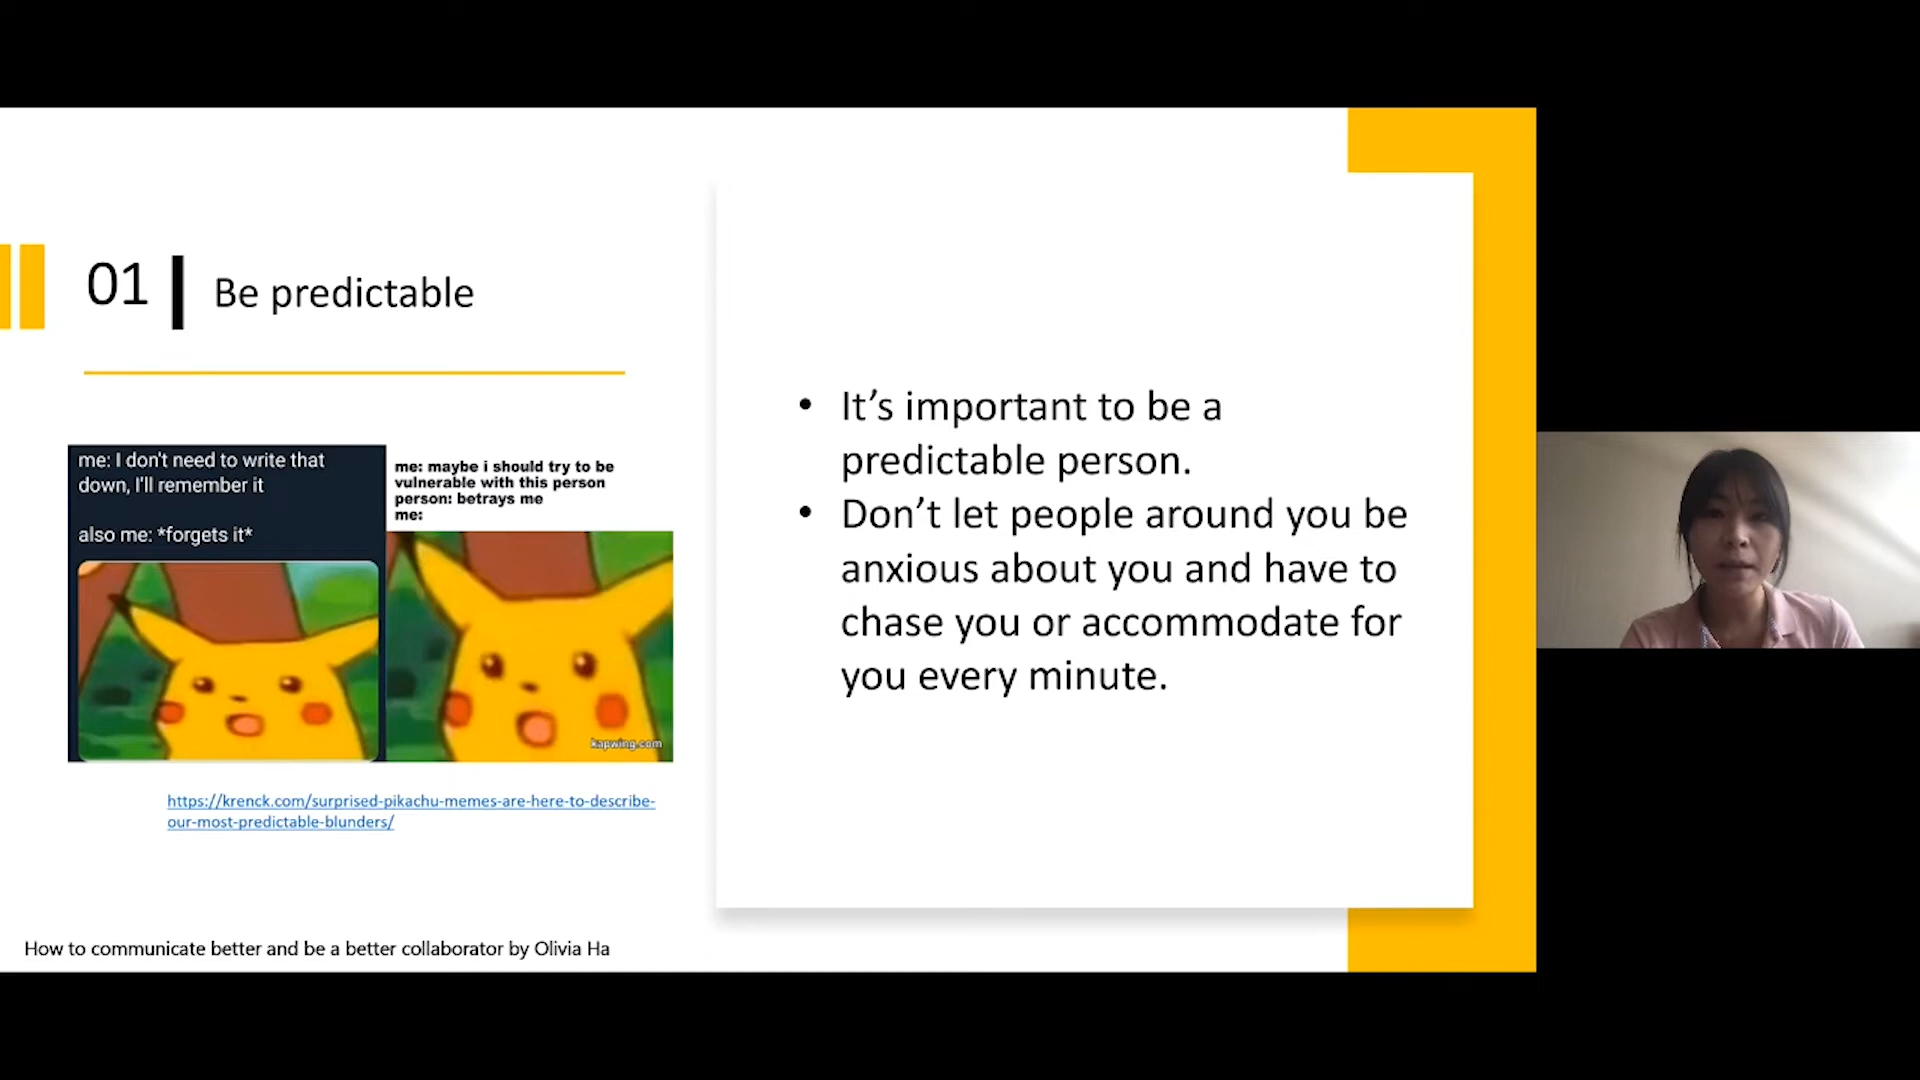 01
Be predictable
me: I don't need to write that
down, I'll remember it
also me: *forgets it*
me: maybe i should try to be
vulnerable with this person
person: betrays me
me:
kapwing.com
https://krenck.com/surprised-pikachu-memes-are-here-to-describe-
our-most-predictable-blunders/
• It’s important to be a
predictable person.
• Don’t let people around you be
anxious about you and have to
chase you or accommodate for
you every minute.
How to communicate better and be a better collaborator by Olivia Ha